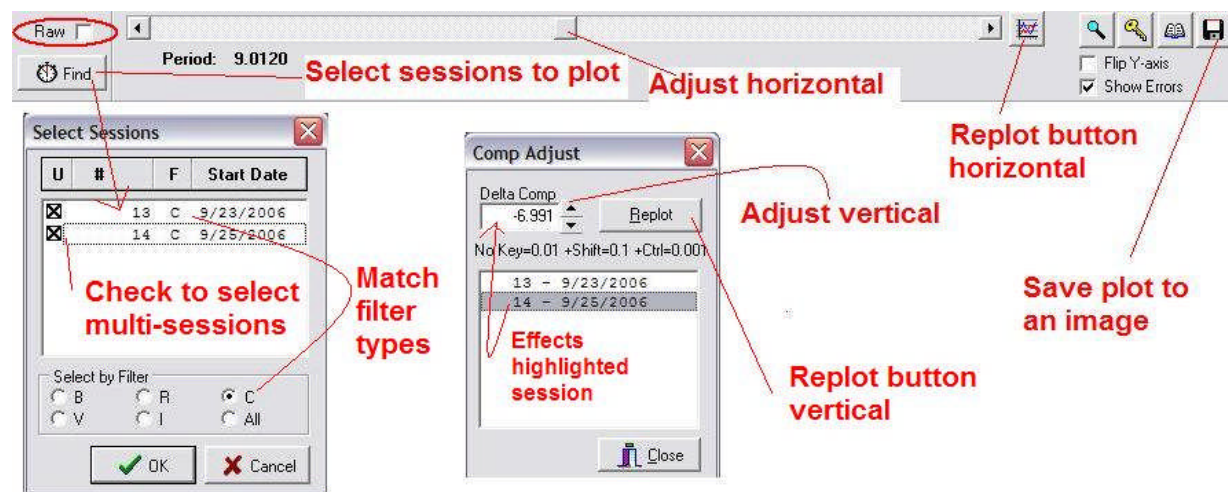 Raw
Find
Period: 9.0120
Select sessions to plot
Adjust horizontal
Flip Y-axis
Show Errors
Replot button
horizontal
Select Sessions
U # F Start Date
13 C 9/23/2006
14 C 9/25/2006
Check to select
multi-sessions
Match
filter
types
Select by Filter
B R C
V I All
OK Cancel
Comp Adjust
Delta Comp
-6.991 Replot
No Key=0.01 +Shift=0.1 +Ctrl=0.001
13 - 9/23/2006
14 - 9/25/2006
Effects
highlighted
session
Close
Adjust vertical
Replot button
vertical
Save plot to
an image